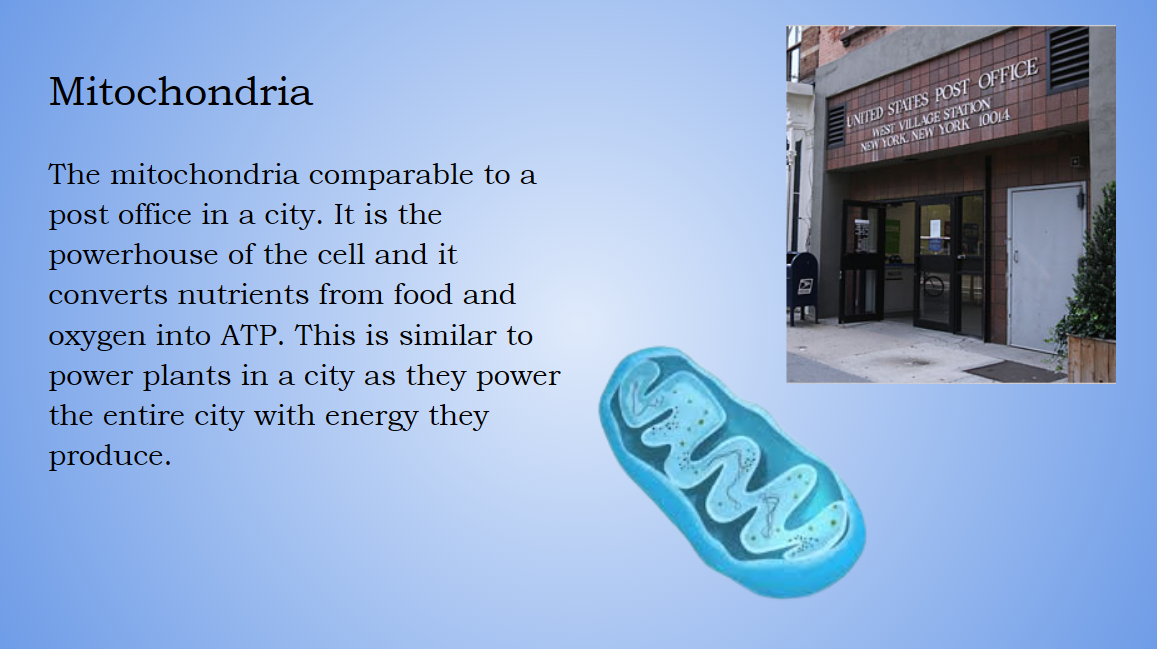 Mitochondria
The mitochondria comparable to a
post office in a city. It is the
powerhouse of the cell and it
converts nutrients from food and
oxygen into ATP. This is similar to
power plants in a city as they power
the entire city with energy they
produce.
UNITED STATES POST OFFICE
WEST VILLAGE STATION
NEW YORK, NEW YORK 10014